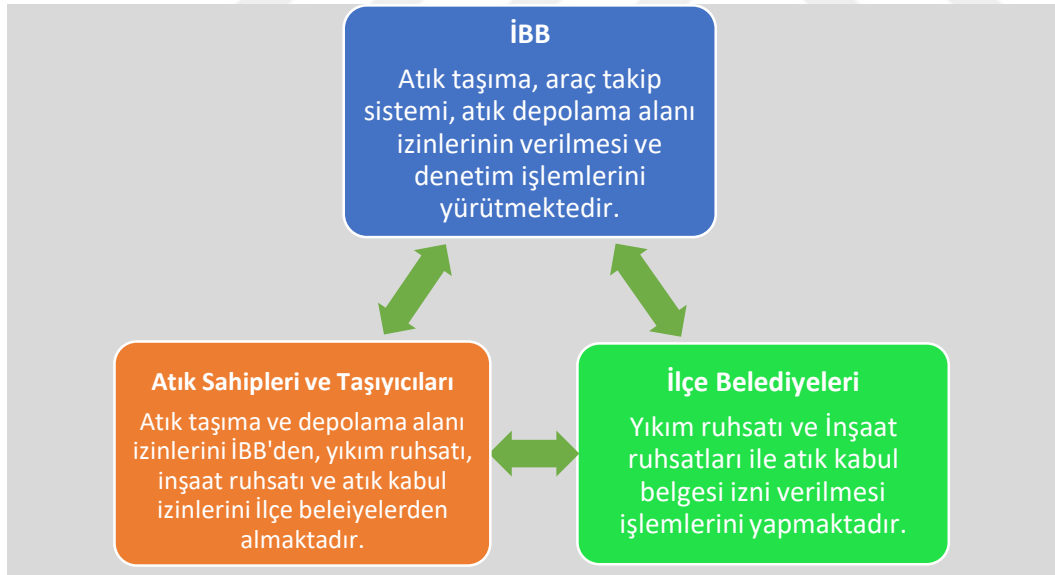 İBB
Atık taşıma, araç takip
sistemi, atık depolama alanı
izinlerinin verilmesi ve
denetim işlemlerini
yürütmektedir.
Atık Sahipleri ve Taşıyıcıları
Atık taşıma ve depolama alanı
izinlerini İBB'den, yıkım ruhsatı,
inşaat ruhsatı ve atık kabul
izinlerini İlçe beleiyelerden
almaktadır.
İlçe Belediyeleri
Yıkım ruhsatı ve İnşaat
ruhsatları ile atık kabul
belgesi izni verilmesi
işlemlerini yapmaktadır.